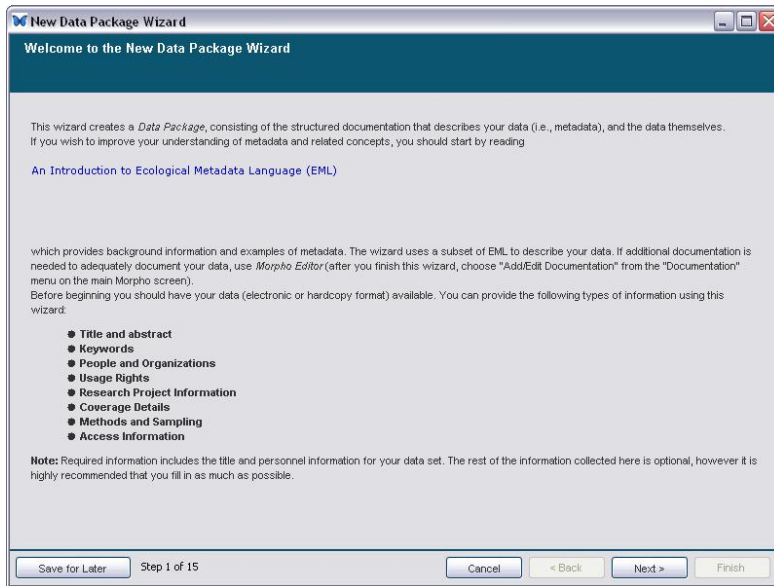 New Data Package Wizard
Welcome to the New Data Package Wizard
This wizard creates a Data Package, consisting of the structured documentation that describes your data (i.e., metadata), and the data themselves.
If you wish to improve your understanding of metadata and related concepts, you should start by reading
An Introduction to Ecological Metadata Language (EML)
which provides background information and examples of metadata. The wizard uses a subset of EML to describe your data. If additional documentation is
needed to adequately document your data, use Morpho Editor (after you finish this wizard, choose "Add/Edit Documentation" from the "Documentation"
menu on the main Morpho screen).
Before beginning you should have your data (electronic or hardcopy format) available. You can provide the following types of information using this
wizard:
Title and abstract
Keywords
People and Organizations
Usage Rights
Research Project Information
Coverage Details
Methods and Sampling
Access Information
Note: Required information includes the title and personnel information for your data set. The rest of the information collected here is optional, however it is
highly recommended that you fill in as much as possible.
Save for Later Step 1 of 15 Cancel < Back Next > Finish